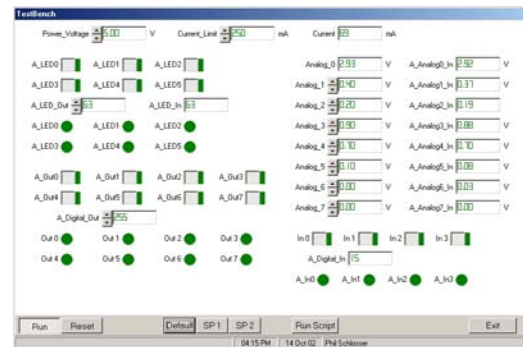 TestBench
Power_Voltage 5.00 V Current_Limit 250 mA Current 69 mA
A_LED0 A_LED1 A_LED2 Analog_0 2.93 V A_Analog0_In 2.92 V
A_LED3 A_LED4 A_LED5 Analog_1 0.40 V A_Analog1_In 0.37 V
A_LED_Out 63 A_LED_In 63 Analog_2 0.20 V A_Analog2_In 0.19 V
A_LED0 A_LED1 A_LED2 Analog_3 0.90 V A_Analog3_In 0.88 V
A_LED3 A_LED4 A_LED5 Analog_4 0.70 V A_Analog4_In 0.70 V
A_Out0 A_Out1 A_Out2 A_Out3 Analog_5 0.10 V A_Analog5_In 0.08 V
A_Out4 A_Out5 A_Out6 A_Out7 Analog_6 0.00 V A_Analog6_In 0.03 V
A_Digital_Out 255 Analog_7 0.00 V A_Analog7_In 0.00 V
Out 0 Out 1 Out 2 Out 3 In 0 In 1 In 2 In 3
Out 4 Out 5 Out 6 Out 7 A_Digital_In 15
A_In0 A_In1 A_In2 A_In3
Run Reset Default SP 1 SP 2 Run Script Exit
04:15 PM 14 Oct 02 Phil Schlosser